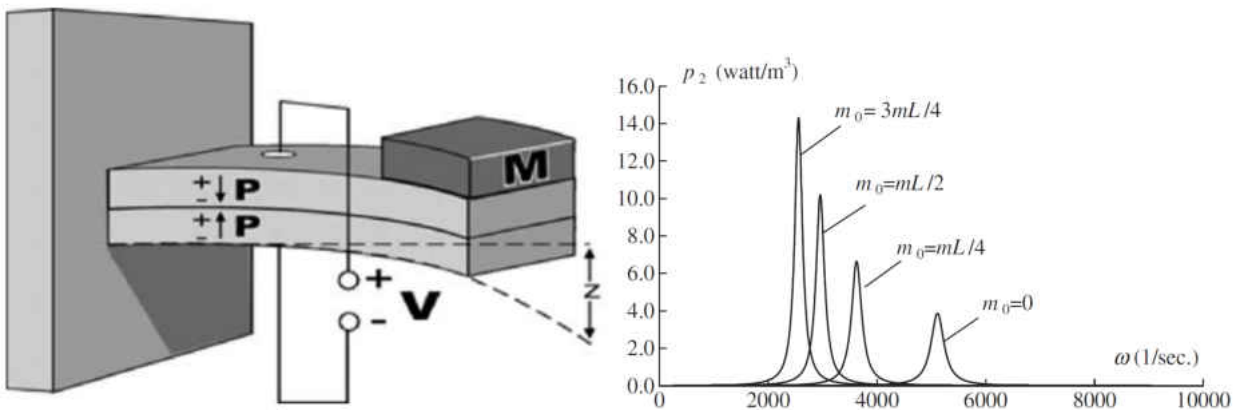 M
+ P
-
+ P
-
+
V
-
Z
p₂ (watt/m³)
16.0
14.0
12.0
10.0
8.0
6.0
4.0
2.0
0.0
m₀= 3mL/4
m₀=mL/2
m₀=mL/4
m₀=0
ω (1/sec.)
0 2000 4000 6000 8000 10000